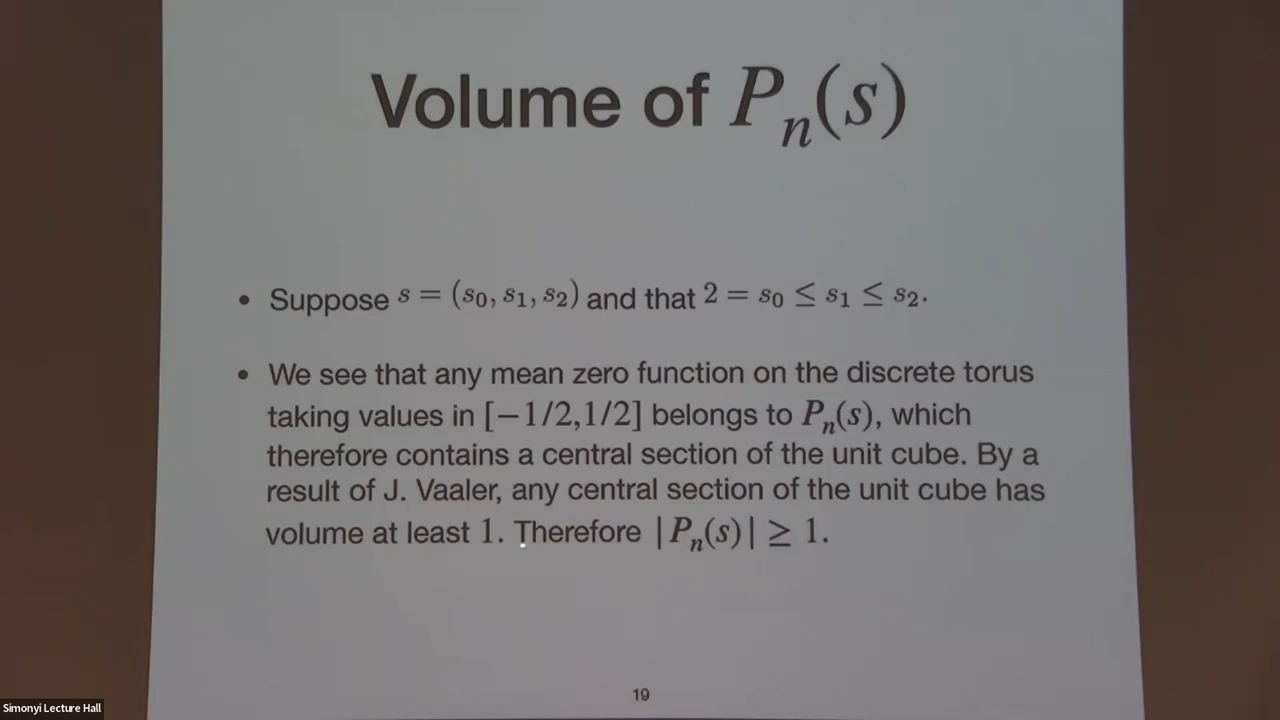 Volume of Pₙ(s)
• Suppose s = (s₀, s₁, s₂) and that 2 = s₀ ≤ s₁ ≤ s₂.
• We see that any mean zero function on the discrete torus
taking values in [−1/2,1/2] belongs to Pₙ(s), which
therefore contains a central section of the unit cube. By a
result of J. Vaaler, any central section of the unit cube has
volume at least 1. Therefore |Pₙ(s)| ≥ 1.
19
Simonyi Lecture Hall